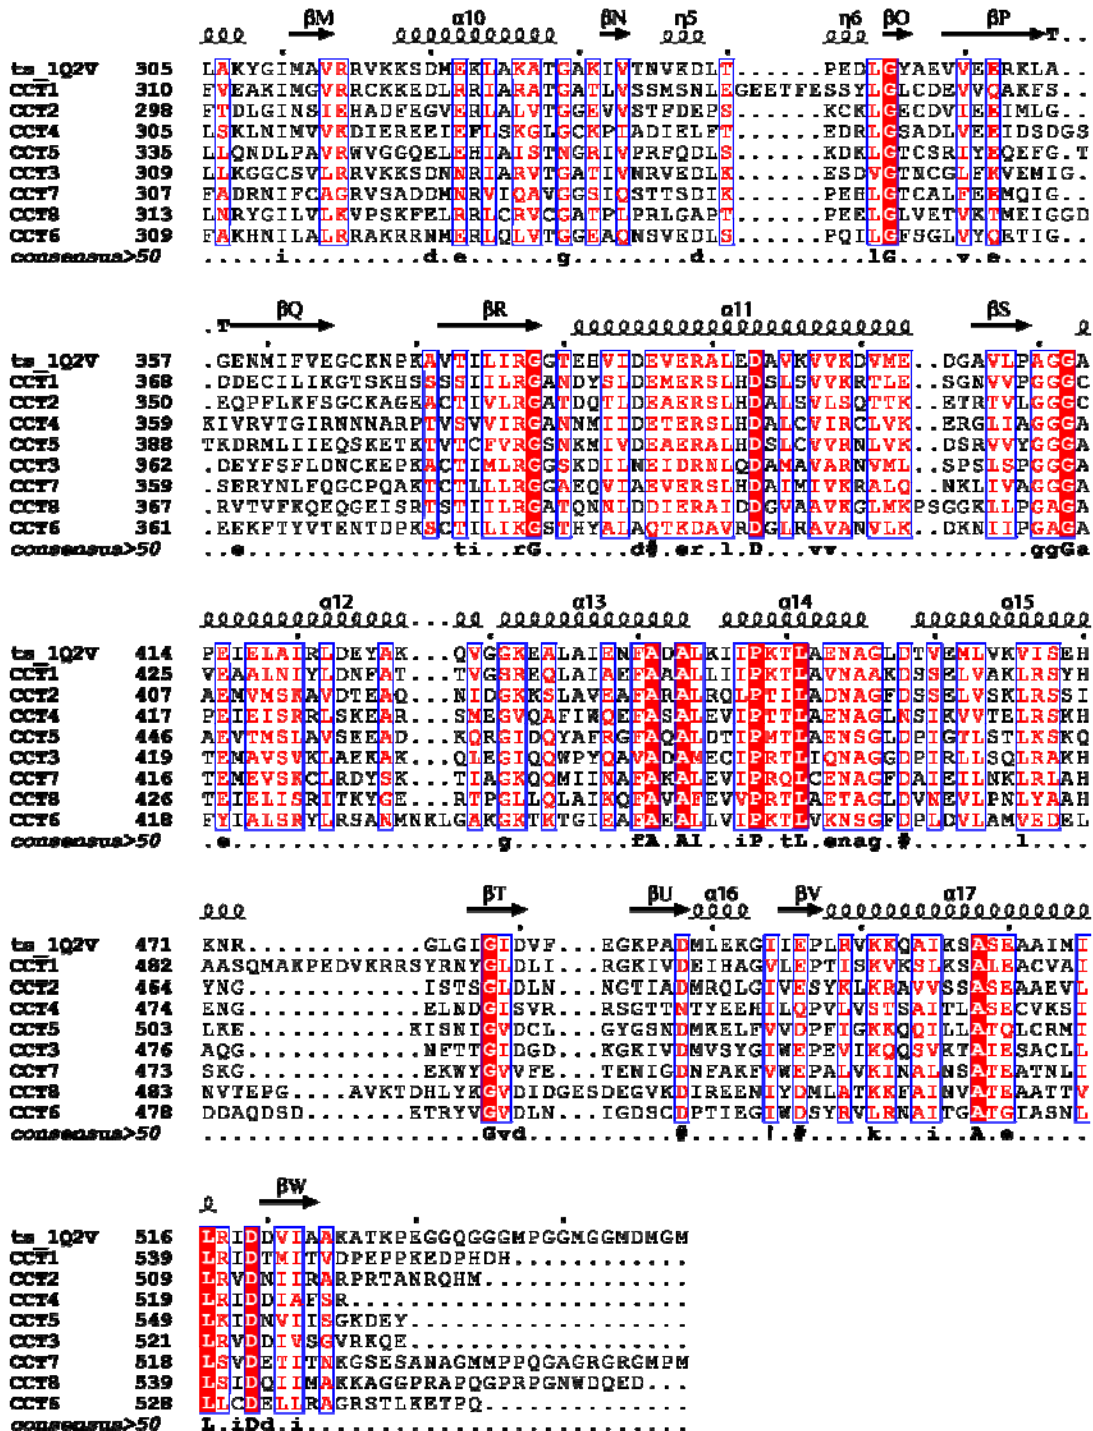 βM α10 βN η5 η6 βO βP
T..
ts_1Q2V 305 LAKYGIMAVRRVKKSDMEKLAKATGAKIVTNVKDLT......PEDLGYAEVVEERKLA..
CCT1 310 FVEAKIMGVRRCKKEDLRRIARATGATLVSSMSNLEGEETFESSYLGLCDEVVQAKFS..
CCT2 298 FTDLGINSIEHADFEGVERLALVTGGEVVSTFDEPS......KCKLGECDVIEEIMLG..
CCT4 305 LSKLNIMVVKDIEREEIEFLSKGLGCKPIADIELFT......EDRLGSADLVEEIDSDGS
CCT5 335 LLQNDLPAVRWVGGQELEHIAISTNGRIVPRFQDLS......KDKLGTCSRIYEQEFG.T
CCT3 309 LLKGGCSVLRRVKKSDNNRIARVTGATIVNRVEDLK......ESDVGTNCGLFKVEMIG.
CCT7 307 FADRNIFCAGRVSADDMNRVIQAVGGSIQSTTSDIK......PEHLGTCALFEEMQIG..
CCT8 313 LNRYGILVLKVPSKFELRRLCRVCGATPLPRLGAPT......PEELGLVETVKTMEIGGD
CCT6 309 FAKHNILALRRAKRRNMERLQLVTGGEAQNSVEDLS......PQILGFSGLVYQETIG..
consensus>50 .....i.........d.e......g........d...........lG....v.e......
βQ βR α11 βS
.T
ts_1Q2V 357 .GENMIFVEGCKNPKAVTILIRGGTEHVIDEVERALEDAVKVVKDVME..DGAVLPAGGA
CCT1 368 .DDECILIKGTSKHSSSSIILRGANDYSLDEMERSLHDSLSVVKRTLE..SGNVVPGGGC
CCT2 350 .EQPFLKFSGCKAGEACTIVLRGATDQTLDEAERSLHDALSVLSQTTK..ETRTVLGGGC
CCT4 359 KIVRVTGIRNNNARPTVSVVIRGANNMIIDETERSLHDALCVIRCLVK..ERGLIAGGGA
CCT5 388 TKDRMLIIEQSKETKTVTCFVRGSNKMIVDEAERALHDSLCVVRNLVK..DSRVVYGGGA
CCT3 362 .DEYFSFLDNCKEPKACTIMLRGGSKDILNEIDRNLQDAMAVARNVML..SPSLSPGGGA
CCT7 359 .SERYNLFQGCPQAKTCTLLLRGGAEQVIAEVERSLHDAIMIVKRALQ..NKLIVAGGGA
CCT8 367 .RVTVFKQEQGEISRTSTIILRGATQNNLDDIERAIDDGVAAVKGLMKPSGGKLLPGAGA
CCT6 361 .EEKFTYVTENTDPKSCTILIKGSTHYALAQTKDAVRDGLRAVANVLK..DKNIIPGAGA
consensus>50 ..e..............ti..rG......d#.er.l.D...vv.............ggGa
α12 α13 α14 α15
ts_1Q2V 414 PEIELAIRLDEYAK...QVGGKEALAIENFADALKIIPKTLAENAGLDTVEMLVKVISEH
CCT1 425 VEAALNIYLDNFAT...TVGSREQLAIAEFAAALLIIPKTLAVNAAKDSSELVAKLRSYH
CCT2 407 AEMVMSKAVDTEAQ...NIDGKKSLAVEAFARALRQLPTILADNAGFDSSELVSKLRSSI
CCT4 417 PEIEISRRLSKEAR...SMEGVQAFIWQEFASALEVIPTTLAENAGLNSIKVVTELRSKH
CCT5 446 AEVTMSLAVSEEAD...KQRGIDQYAFRGFAQALDTIPMTLAENSGLDPIGYLSTLKSKQ
CCT3 419 TEMAVSVKLAEKAK...QLEGIQQWPYQAVADAMECIPRTLIQNAGGDPIRLLSQLRAKH
CCT7 416 TEMEVSKCLRDYSK...TIAGKQQMIINAFAKALEVIPRQLCENAGFDAIEILNKLRLAH
CCT8 426 TEIELISRITKYGE...RTPGLLQLAIKQFAVAFEVVPRTLAETAGLDVNEVLPNLYAAH
CCT6 418 FYIALSRYLRSANMNKLGAKGKTKTGIEAFAEALLVIPKTLVKNSGFDPLDVLAMVEDEL
consensus>50 .e..................g........fA.AL..iP.tL.enag.#.......l....
βT βU α16 βV α17
ts_1Q2V 471 KNR............GLGIGIDVF...EGKPADMLEKGIIEPLRVKKQAIKSASEAAIMI
CCT1 482 AASQMAKPEDVKRRSYRNYGLDLI...RGKIVDEIHAGVLEPTISKVKSLKSALEACVAI
CCT2 464 YNG............ISTSGLDLN...NGTIADMRQLGIVESYKLKRAVVSSASEAAEVL
CCT4 474 ENG............ELNDGISVR...RSGTTNTYEEHILQPVLVSTSAITLASECVKSI
CCT5 503 LKE............KISNIGVDCL..GYGSNDMKELFVVDPFIGKKQQILLATQLCRMI
CCT3 476 AQG............NFTTGIDGD...KGKIVDMVSYGIWEPEVIKQQSVKTAIESACLL
CCT7 473 SKG............EKWYGVVFE...TENIGDNFAKFVWEPALVKINALNSATEATNLI
CCT8 483 NVTEPG....AVKTDHLYKGVDIDGESDEGVKDIREENIYDMLATKKFAINVATEAATTV
CCT6 478 DDAQDSD.......ETRYVGVDLN...IGDSCDPTIEGIWDSYRVLRNAITGATGIASNL
consensus>50 ...................Gvd..........#.....!.#....k...i..A.e.....
βW
ts_1Q2V 516 LRIDDVIAAKATKPEGGQGGGMPGGMGGMDMGM
CCT1 539 LRIDTMITVDPEPPKEDPHDH............
CCT2 509 LRVDNIIRARPRTANRQHM..............
CCT4 519 LRIDDIAFSR.......................
CCT5 549 LKIDNVIISGKDEY...................
CCT3 521 LRVDDIVSGVRKQE...................
CCT7 518 LSVDETITNKGSESANAGMMPPQGAGRGRGMPM
CCT8 539 LSIDQIIMAKKAGGPRAPQGPRPGNWDQED...
CCT6 528 LLCDELLRAGRSTLKETPQ..............
consensus>50 L.iDd.i..........................